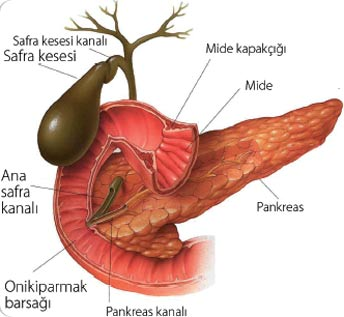 Safra kesesi kanalı
Safra kesesi
Mide kapakçığı
Mide
Ana
safra
kanalı
Pankreas
Onikiparmak
barsağı
Pankreas kanalı